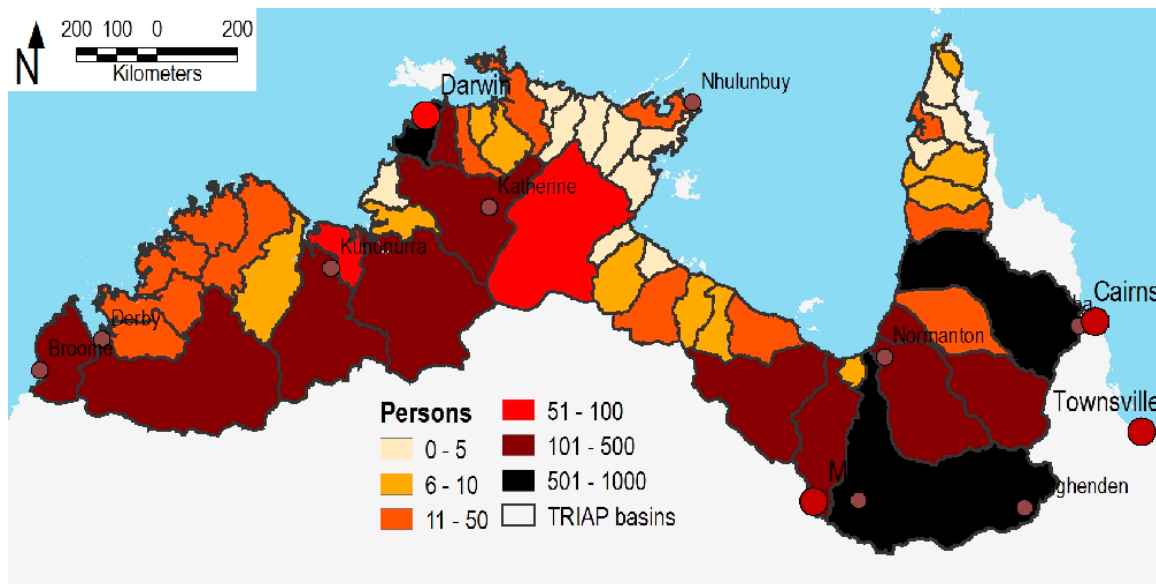 200 100 0 200
N
Kilometers
Darwin
Nhulunbuy
Katherine
Kununurra
Derby
Broome
Normanton
Cairns
Townsville
M
ghenden
Persons
0 - 5
6 - 10
11 - 50
51 - 100
101 - 500
501 - 1000
TRIAP basins